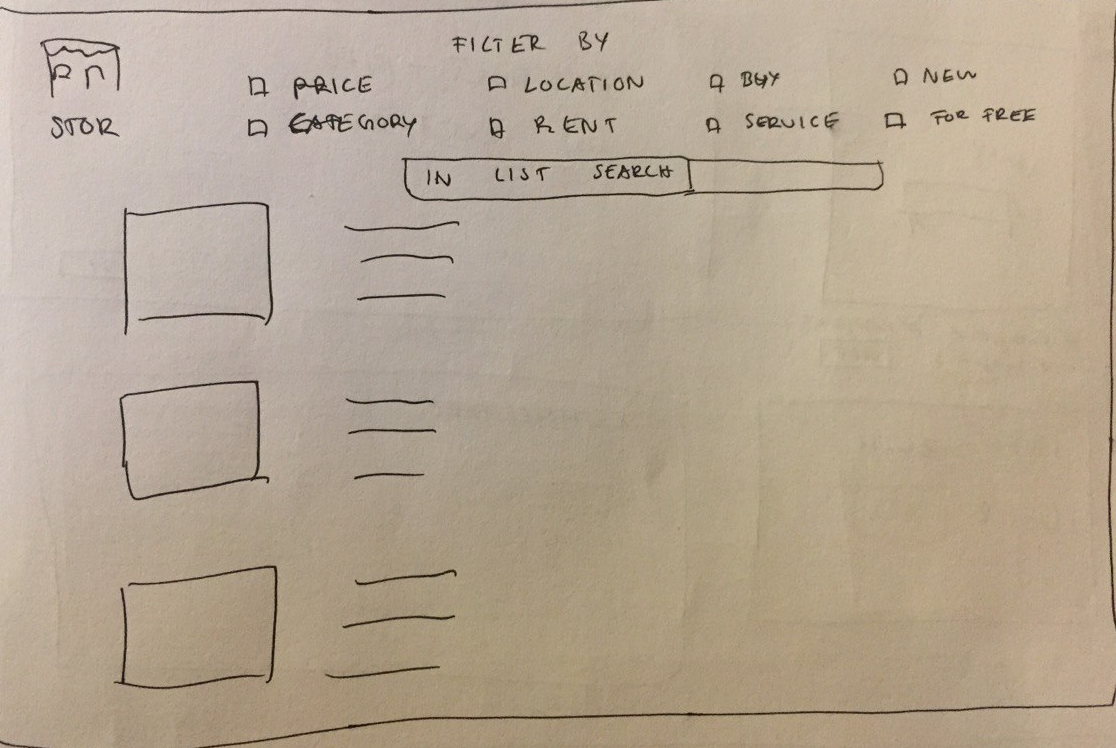 FILTER BY
PRICE LOCATION BUY NEW
STOR CATEGORY RENT SERVICE FOR FREE
IN LIST SEARCH